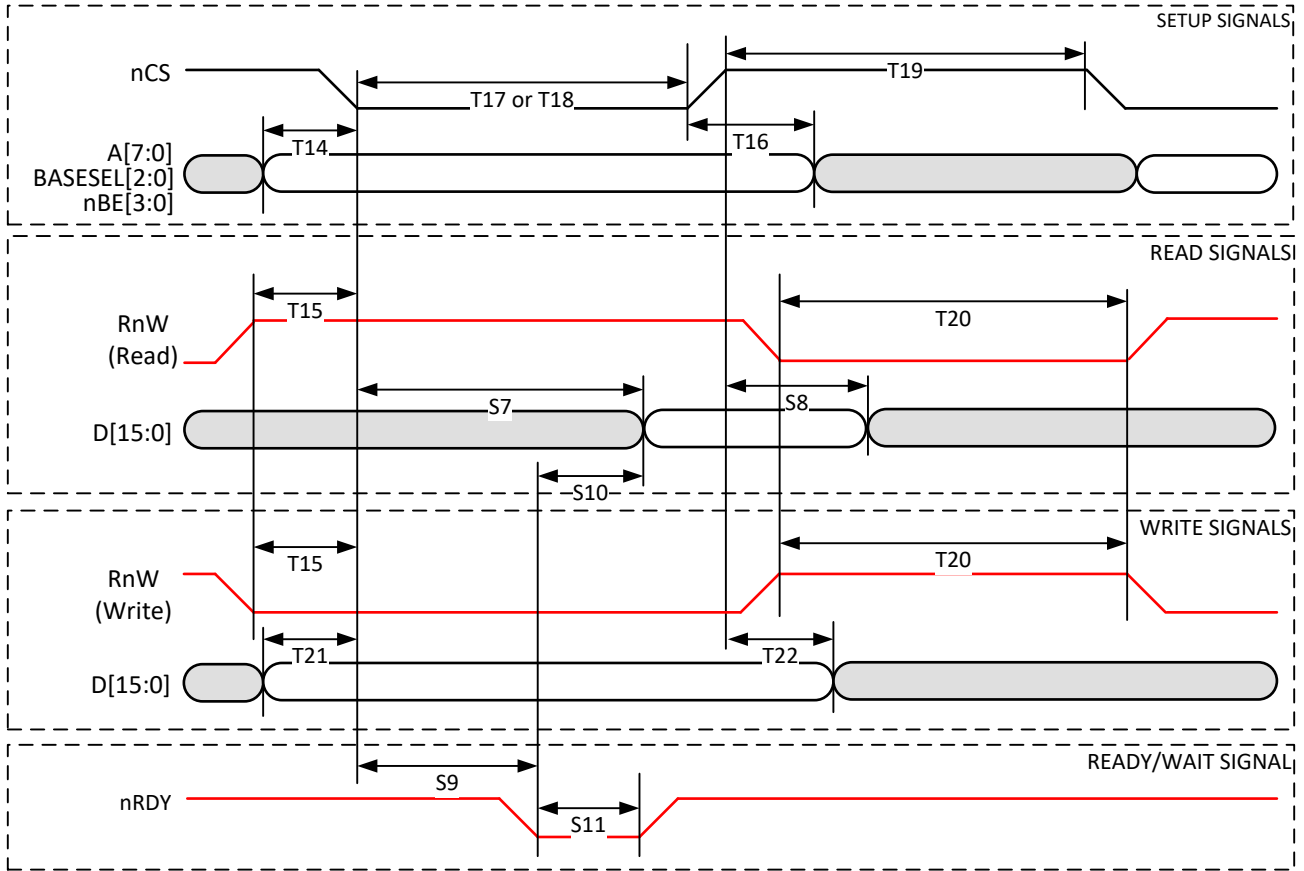 SETUP SIGNALS
nCS
T19
T17 or T18
T14
T16
A[7:0]
BASESEL[2:0]
nBE[3:0]
READ SIGNALS
T15
T20
RnW
(Read)
S7
S8
D[15:0]
S10
WRITE SIGNALS
T15
T20
RnW
(Write)
T21
T22
D[15:0]
READY/WAIT SIGNAL
S9
nRDY
S11